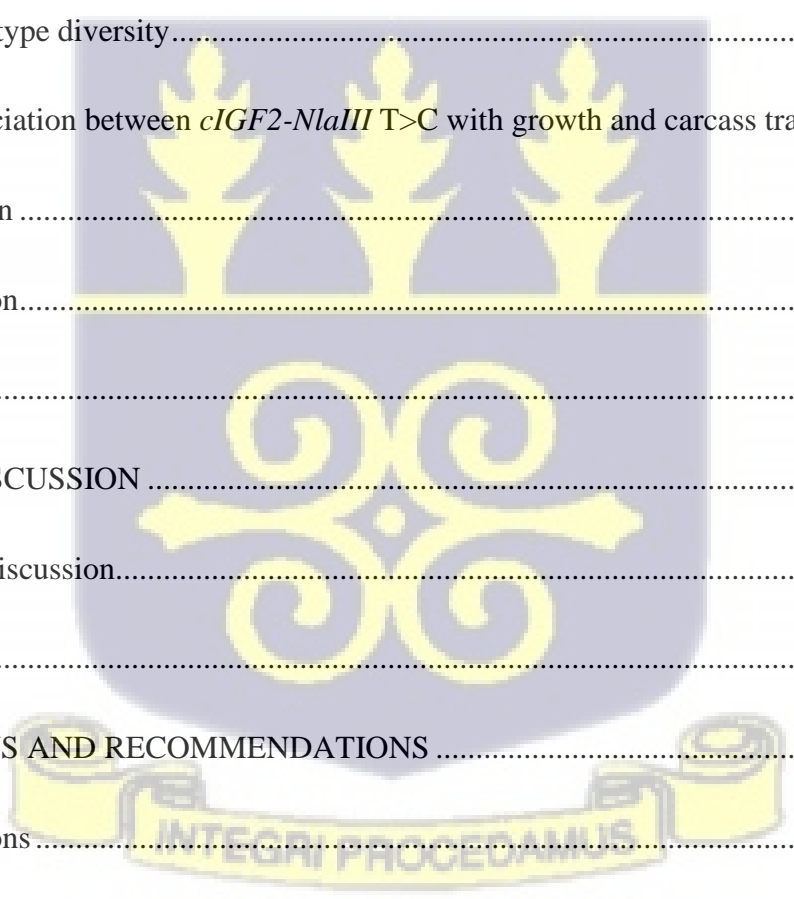 type diversity........................................................................
ciation between cIGF2-NlaIII T>C with growth and carcass tra
n ........................................................................
on........................................................................
........................................................................
SCUSSION ........................................................................
iscussion........................................................................
........................................................................
S AND RECOMMENDATIONS ........................................................................
ons ........................................................................
INTEGRI PROCEDAMUS